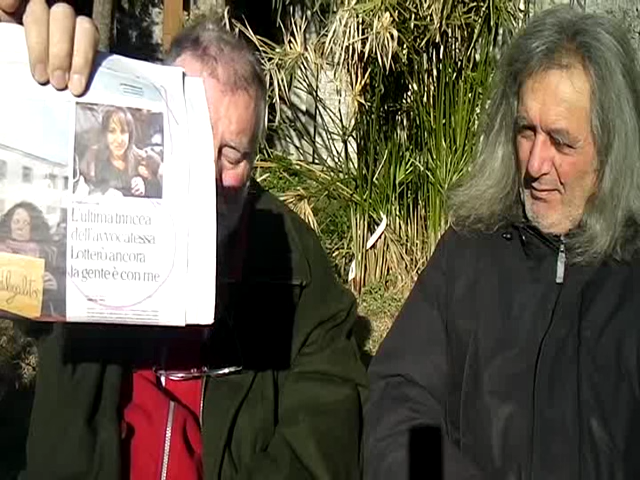 L'ultima trincea
dell'avvocatessa
Lotterò ancora
la gente è con me